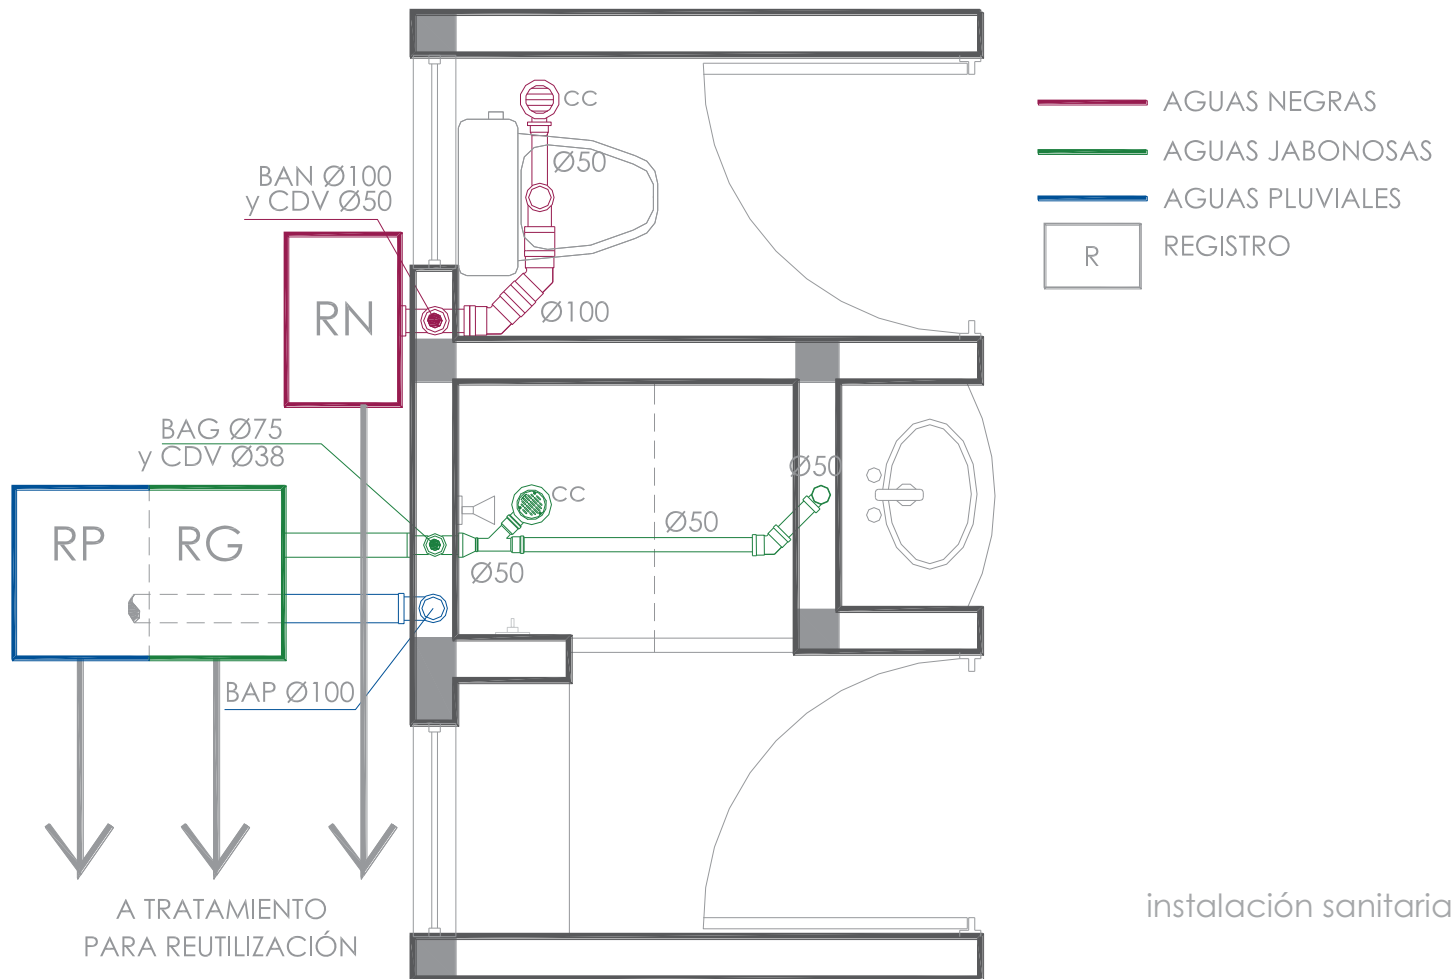 CC
AGUAS NEGRAS
AGUAS JABONOSAS
Ø50
BAN Ø100
y CDV Ø50
AGUAS PLUVIALES
R
REGISTRO
RN
Ø100
BAG Ø75
y CDV Ø38
Ø50
CC
Ø50
RP
RG
Ø50
BAP Ø100
A TRATAMIENTO
PARA REUTILIZACIÓN
instalación sanitaria